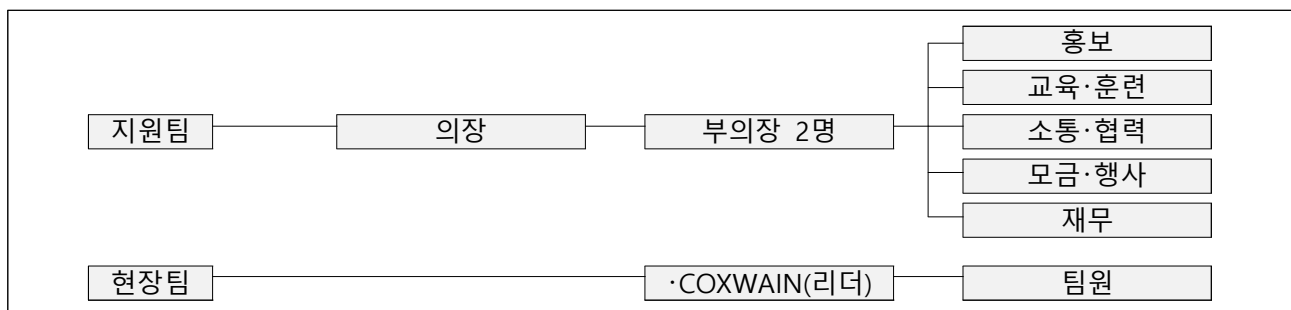 홍보
교육·훈련
지원팀 의장 부의장 2명 소통·협력
모금·행사
재무
현장팀 ·COXWAIN(리더) 팀원